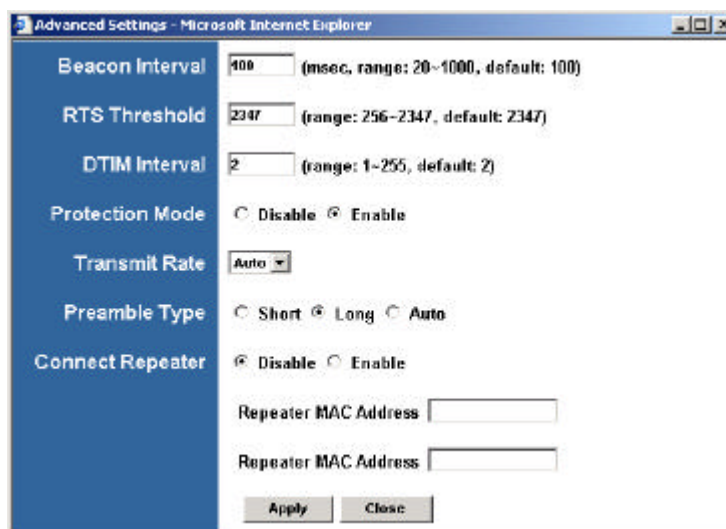 Advanced Settings - Microsoft Internet Explorer
Beacon Interval 100 (msec, range: 20~1000, default: 100)
RTS Threshold 2347 (range: 256~2347, default: 2347)
DTIM Interval 2 (range: 1~255, default: 2)
Protection Mode Disable Enable
Transmit Rate Auto
Preamble Type Short Long Auto
Connect Repeater Disable Enable
Repeater MAC Address
Repeater MAC Address
Apply Close